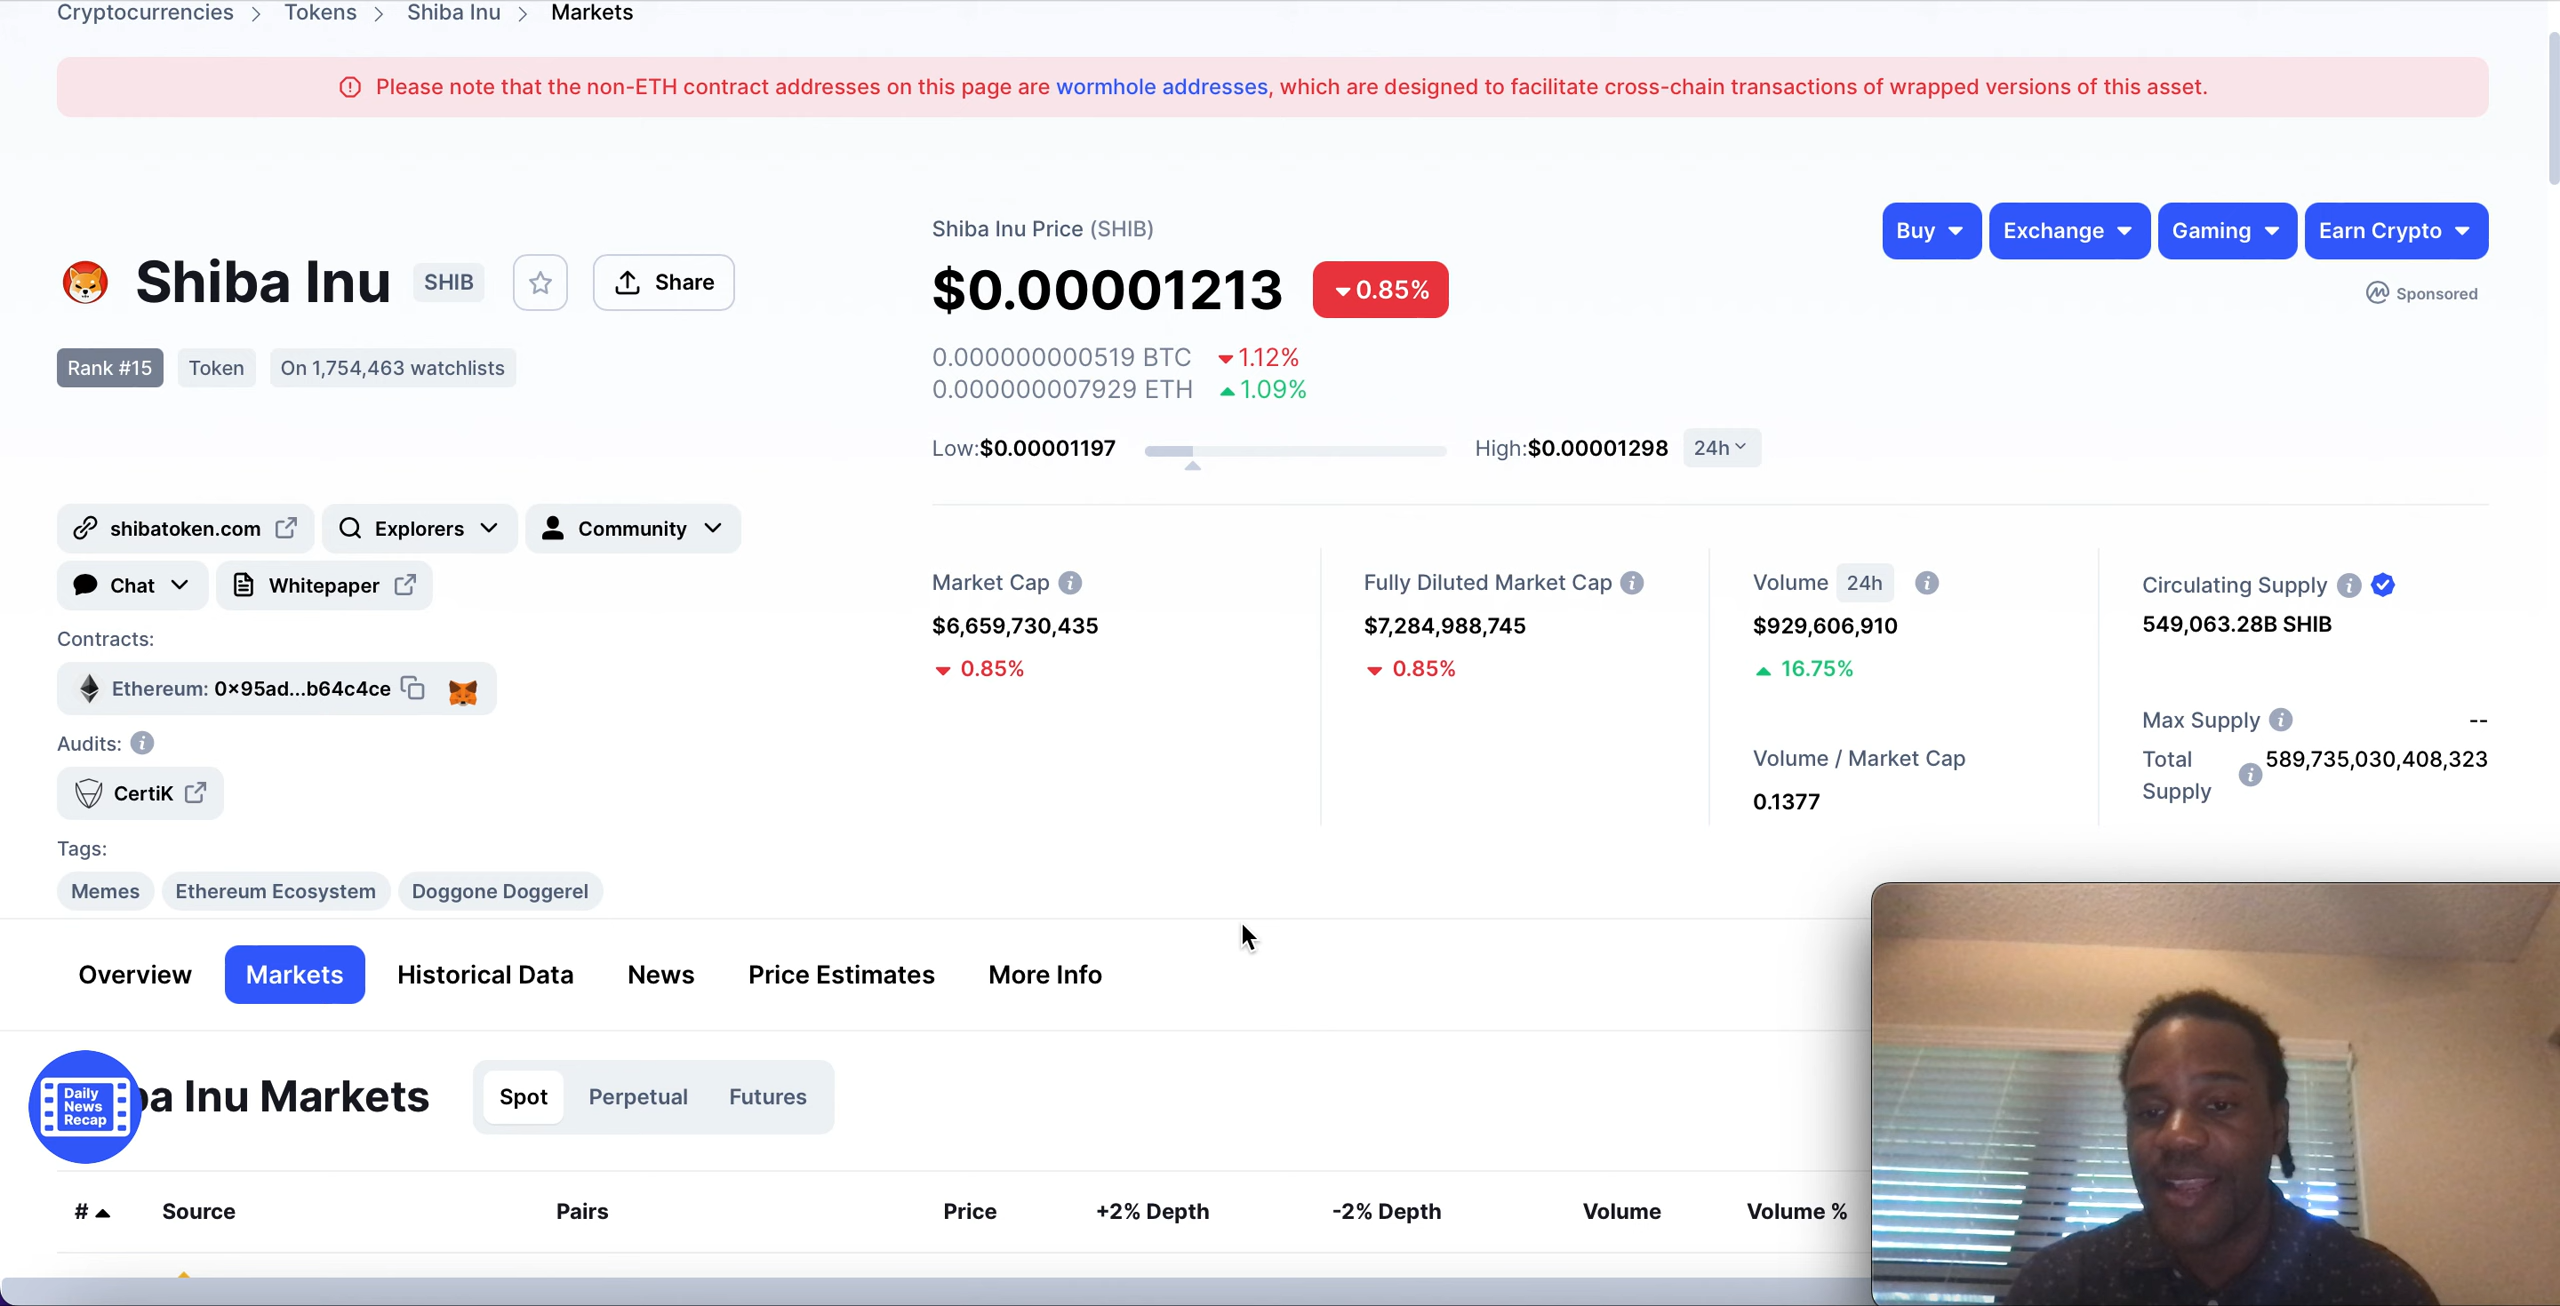 Cryptocurrencies > Tokens > Shiba Inu > Markets
Please note that the non-ETH contract addresses on this page are wormhole addresses, which are designed to facilitate cross-chain transactions of wrapped versions of this asset.
Shiba Inu SHIB Share
Rank #15 Token On 1,754,463 watchlists
shibatoken.com Explorers Community
Chat Whitepaper
Contracts:
Ethereum: 0x95ad...b64c4ce
Audits:
CertiK
Tags:
Memes Ethereum Ecosystem Doggone Doggerel
Shiba Inu Price (SHIB)
$0.00001213 0.85%
0.000000000519 BTC 1.12%
0.000000007929 ETH 1.09%
Low:$0.00001197 High:$0.00001298 24h
Buy Exchange Gaming Earn Crypto
Sponsored
Market Cap
$6,659,730,435
0.85%
Fully Diluted Market Cap
$7,284,988,745
0.85%
Volume 24h
$929,606,910
16.75%
Volume / Market Cap
0.1377
Circulating Supply
549,063.28B SHIB
Max Supply --
Total Supply 589,735,030,408,323
Overview Markets Historical Data News Price Estimates More Info
Daily
News
Recap
ba Inu Markets Spot Perpetual Futures
# Source Pairs Price +2% Depth -2% Depth Volume Volume %